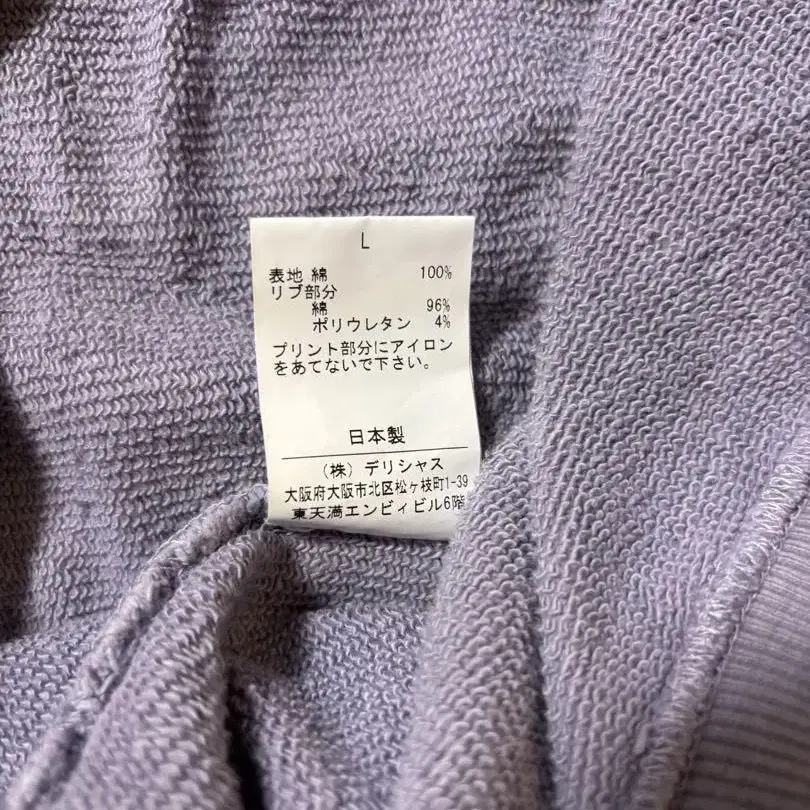 L
表地 綿 100%
リブ部分
綿 96%
ポリウレタン 4%
プリント部分にアイロン
をあてないで下さい。
日本製
(株) デリシャス
大阪府大阪市北区松ヶ枝町1-39
東天満エンビィビル6階